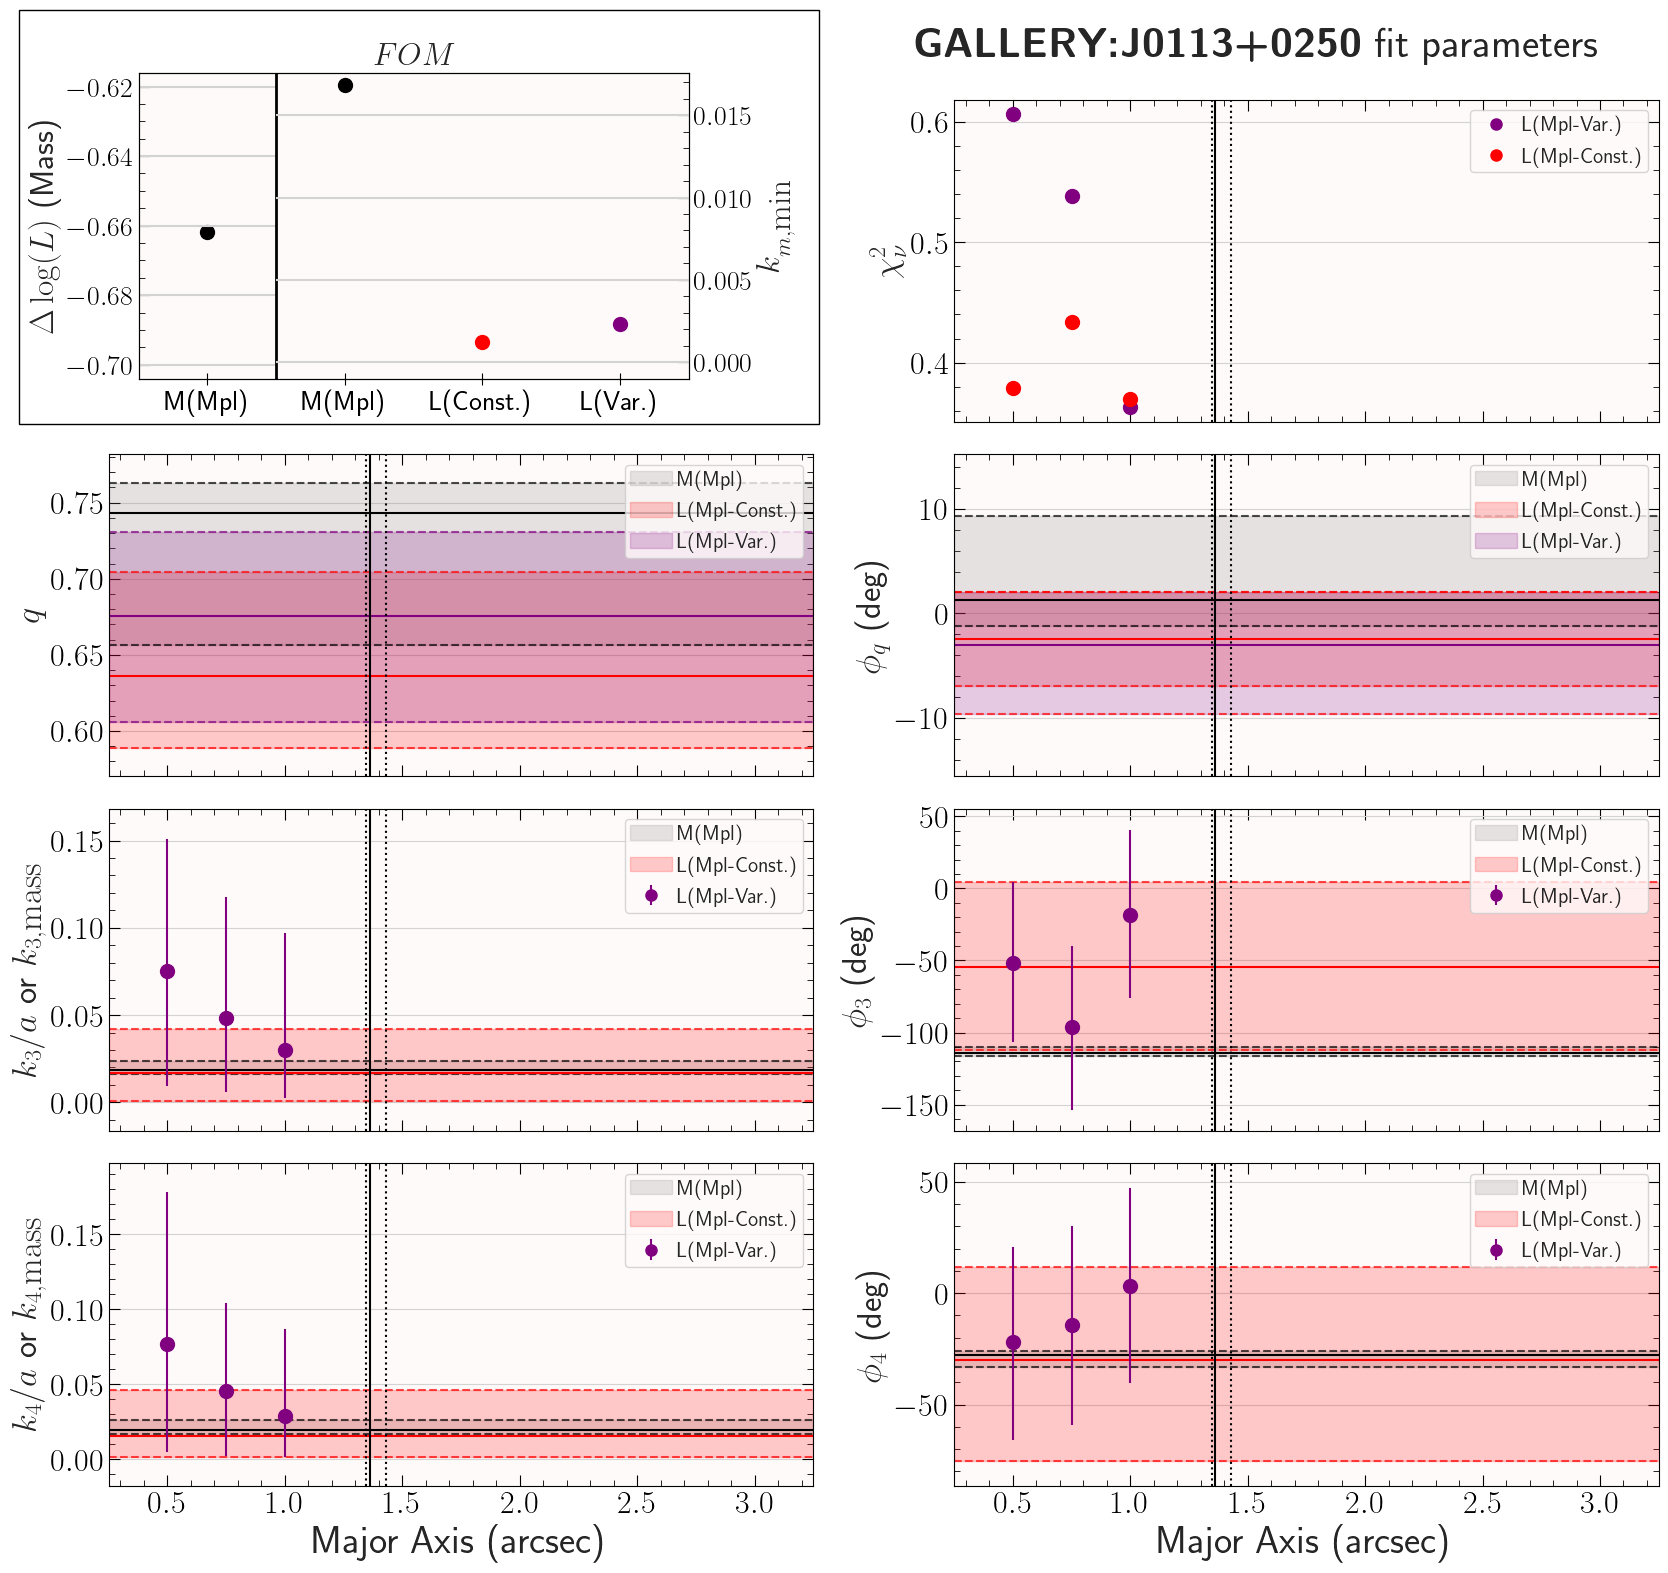 GALLERY:J0113+0250 fit parameters
FOM
Δ log(L) (Mass)
−0.62
−0.64
−0.66
−0.68
−0.70
0.015
0.010
0.005
0.000
k_{m,min}
M(Mpl) M(Mpl) L(Const.) L(Var.)
χ²_ν
0.6
0.5
0.4
L(Mpl-Var.)
L(Mpl-Const.)
q
0.75
0.70
0.65
0.60
M(Mpl)
L(Mpl-Const.)
L(Mpl-Var.)
ϕ_q (deg)
10
0
−10
M(Mpl)
L(Mpl-Const.)
L(Mpl-Var.)
k_3/a or k_{3,mass}
0.15
0.10
0.05
0.00
M(Mpl)
L(Mpl-Const.)
L(Mpl-Var.)
ϕ_3 (deg)
50
0
−50
−100
−150
M(Mpl)
L(Mpl-Const.)
L(Mpl-Var.)
k_4/a or k_{4,mass}
0.15
0.10
0.05
0.00
M(Mpl)
L(Mpl-Const.)
L(Mpl-Var.)
0.5 1.0 1.5 2.0 2.5 3.0
Major Axis (arcsec)
ϕ_4 (deg)
50
0
−50
M(Mpl)
L(Mpl-Const.)
L(Mpl-Var.)
0.5 1.0 1.5 2.0 2.5 3.0
Major Axis (arcsec)